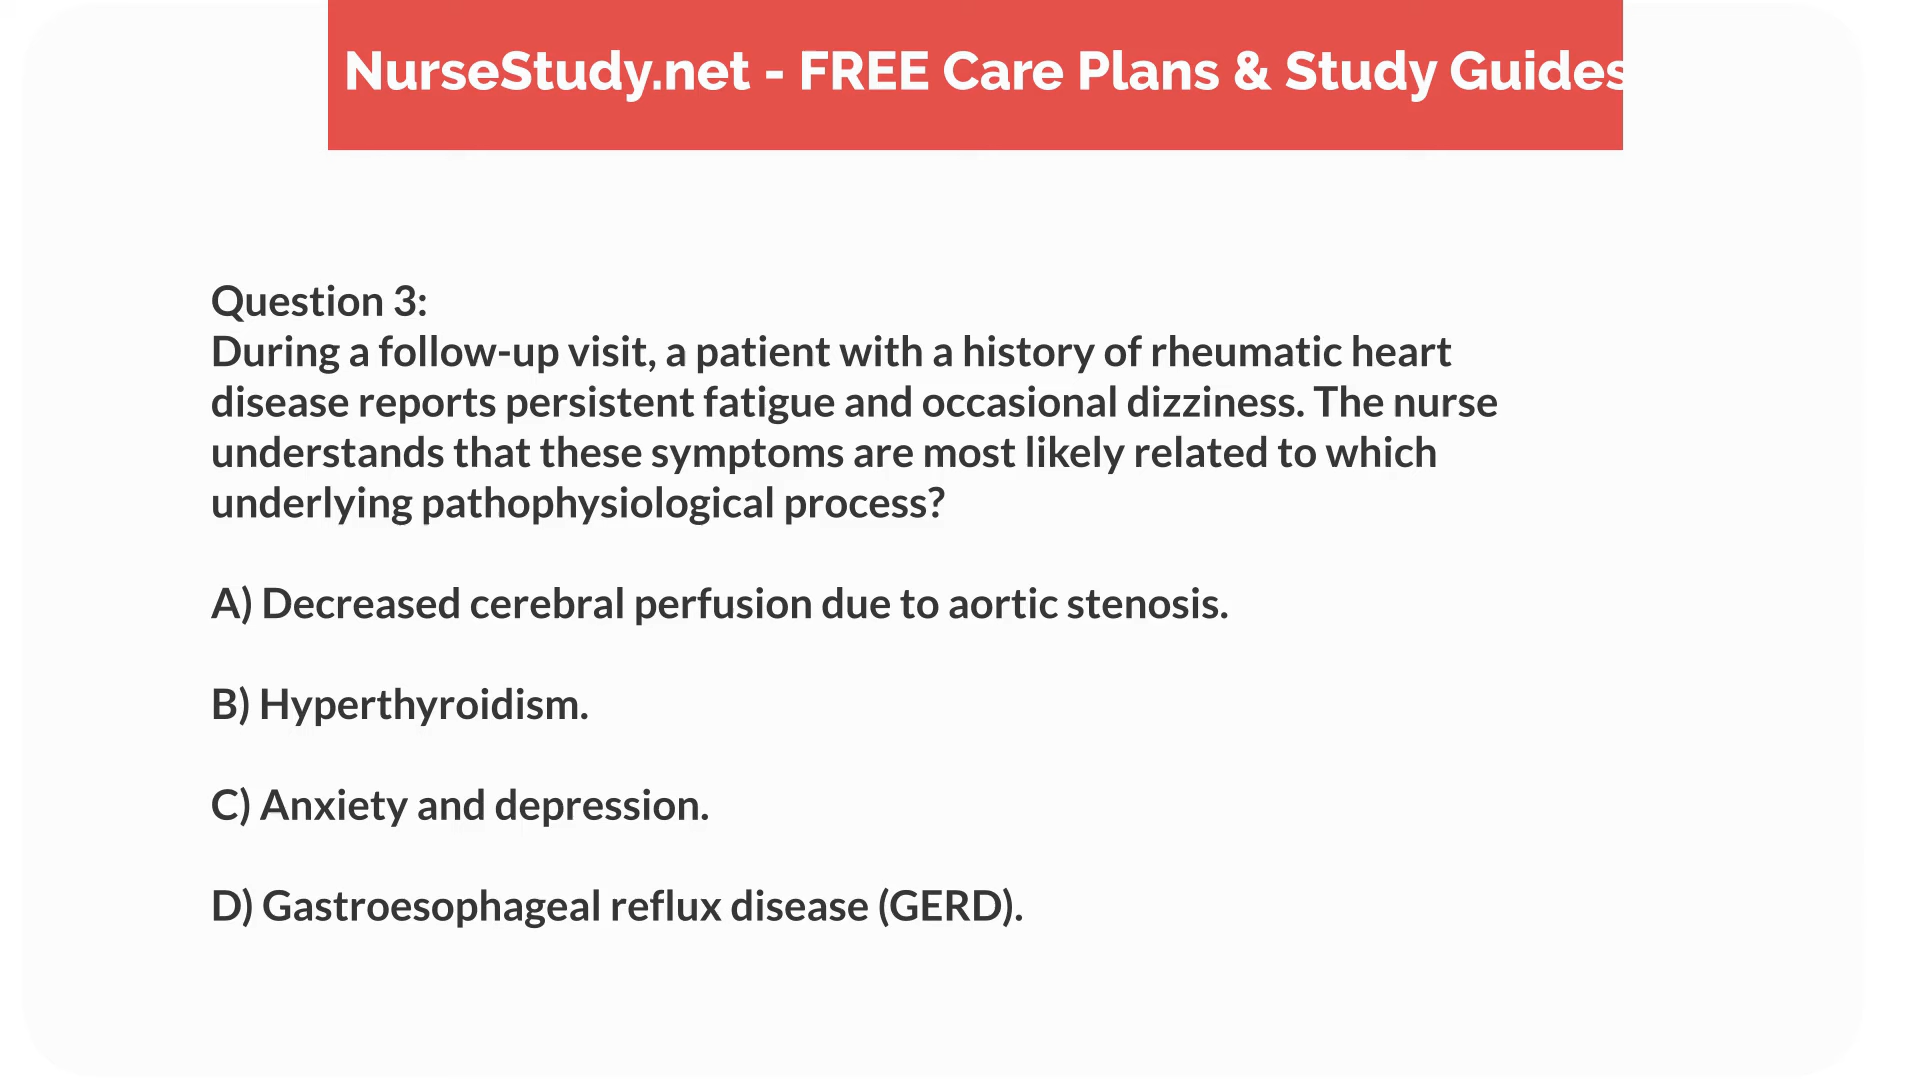 NurseStudy.net - FREE Care Plans & Study Guides
Question 3:
During a follow-up visit, a patient with a history of rheumatic heart
disease reports persistent fatigue and occasional dizziness. The nurse
understands that these symptoms are most likely related to which
underlying pathophysiological process?
A) Decreased cerebral perfusion due to aortic stenosis.
B) Hyperthyroidism.
C) Anxiety and depression.
D) Gastroesophageal reflux disease (GERD).